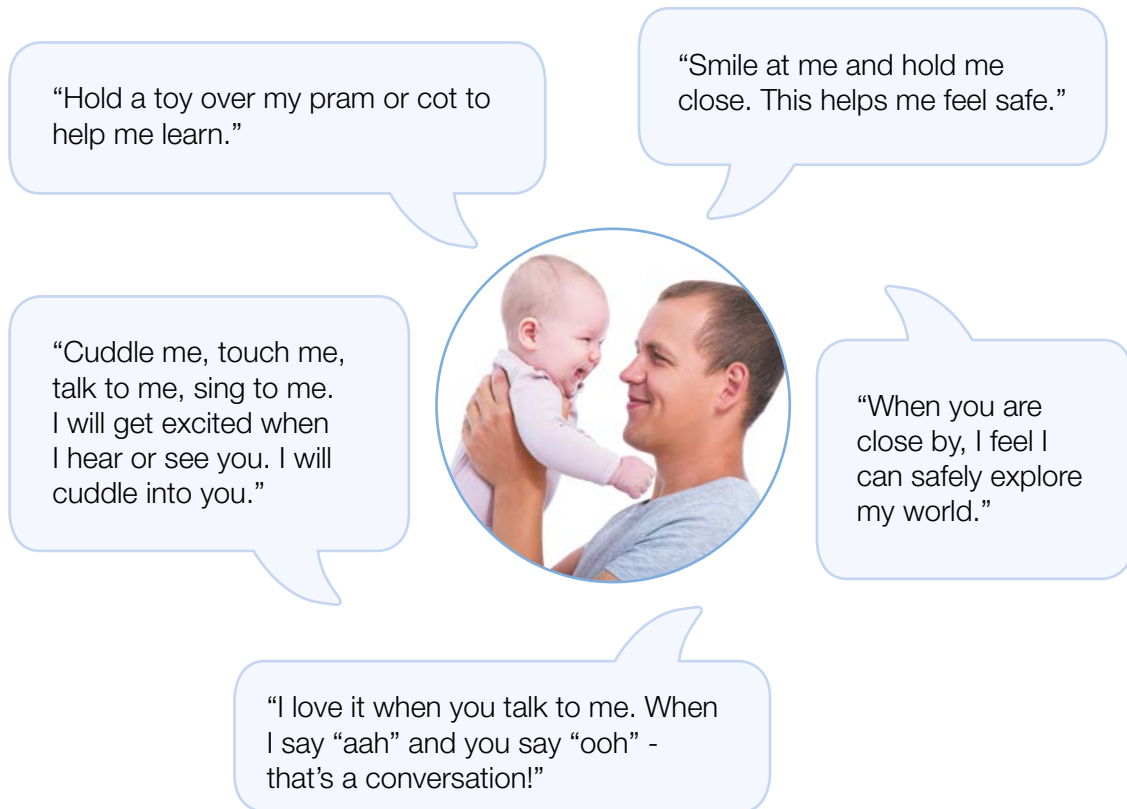 “Hold a toy over my pram or cot to
help me learn.”
“Smile at me and hold me
close. This helps me feel safe.”
“Cuddle me, touch me,
talk to me, sing to me.
I will get excited when
I hear or see you. I will
cuddle into you.”
“When you are
close by, I feel I
can safely explore
my world.”
“I love it when you talk to me. When
I say “aah” and you say “ooh” -
that’s a conversation!”